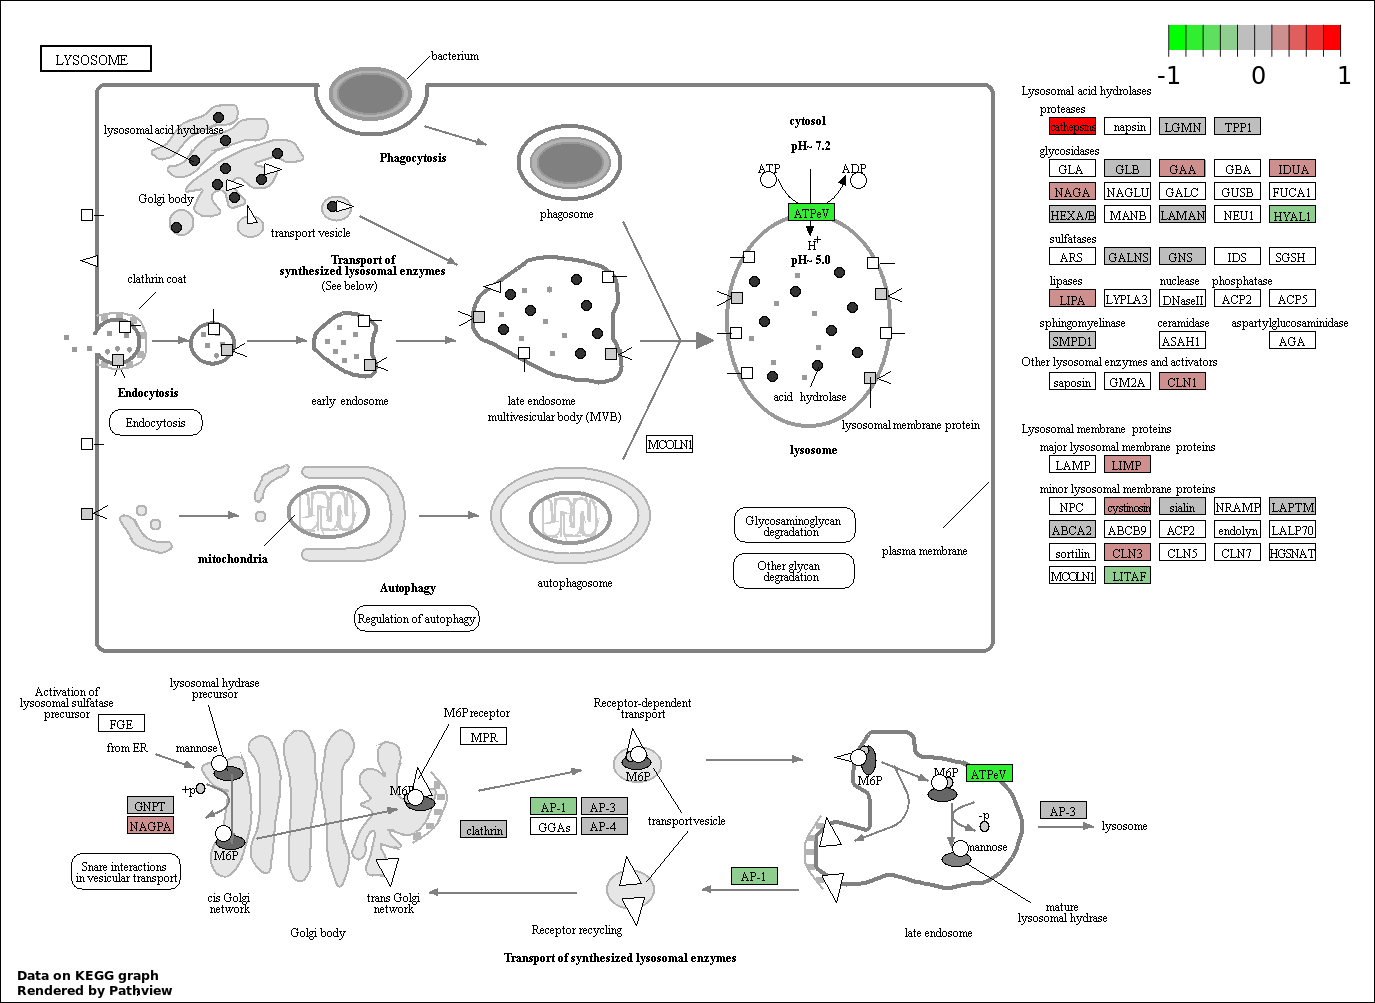 LYSOSOME
bacterium
-1 0 1
lysosomal acid hydrolase
Golgi body
Phagocytosis
phagosome
transport vesicle
Transport of
synthesized lysosomal enzymes
(See below)
clathrin coat
Endocytosis
Endocytosis
early endosome
late endosome
multivesicular body (MVB)
MCOLN1
cytosol
pH~ 7.2
ATP
ADP
ATPeV
H+
pH~ 5.0
acid hydrolase
lysosomal membrane protein
lysosome
mitochondria
Autophagy
Regulation of autophagy
autophagosome
Glycosaminoglycan
degradation
Other glycan
degradation
plasma membrane
Lysosomal acid hydrolases
proteases
cathepsins napsin LGMN TPP1
glycosidases
GLA GLB GAA GBA IDUA
NAGA NAGLU GALC GUSB FUCA1
HEXA/B MANB LAMAN NEU1 HYAL1
sulfatases
ARS GALNS GNS IDS SGSH
lipases nuclease phosphatase
LIPA LYPLA3 DNaseII ACP2 ACP5
sphingomyelinase ceramidase aspartylglucosaminidase
SMPD1 ASAH1 AGA
Other lysosomal enzymes and activators
saposin GM2A CLN1
Lysosomal membrane proteins
major lysosomal membrane proteins
LAMP LIMP
minor lysosomal membrane proteins
NPC cystinosin sialin NRAMP LAPTM
ABCA2 ABCB9 ACP2 endolyn LALP70
sortilin CLN3 CLN5 CLN7 HGSNAT
MCOLN1 LITAF
Activation of
lysosomal sulfatase
precursor
FGE
from ER
lysosomal hydrase
precursor
mannose
+p
GNPT
NAGPA
M6P
Snare interactions
in vesicular transport
cis Golgi
network
Golgi body
trans Golgi
network
M6P
M6P receptor
MPR
clathrin
AP-1 AP-3
GGAs AP-4
Receptor-dependent
transport
M6P
transport vesicle
Receptor recycling
AP-1
M6P
M6P
ATPeV
-p
mannose
AP-3
lysosome
mature
lysosomal hydrase
late endosome
Transport of synthesized lysosomal enzymes
Data on KEGG graph
Rendered by Pathview